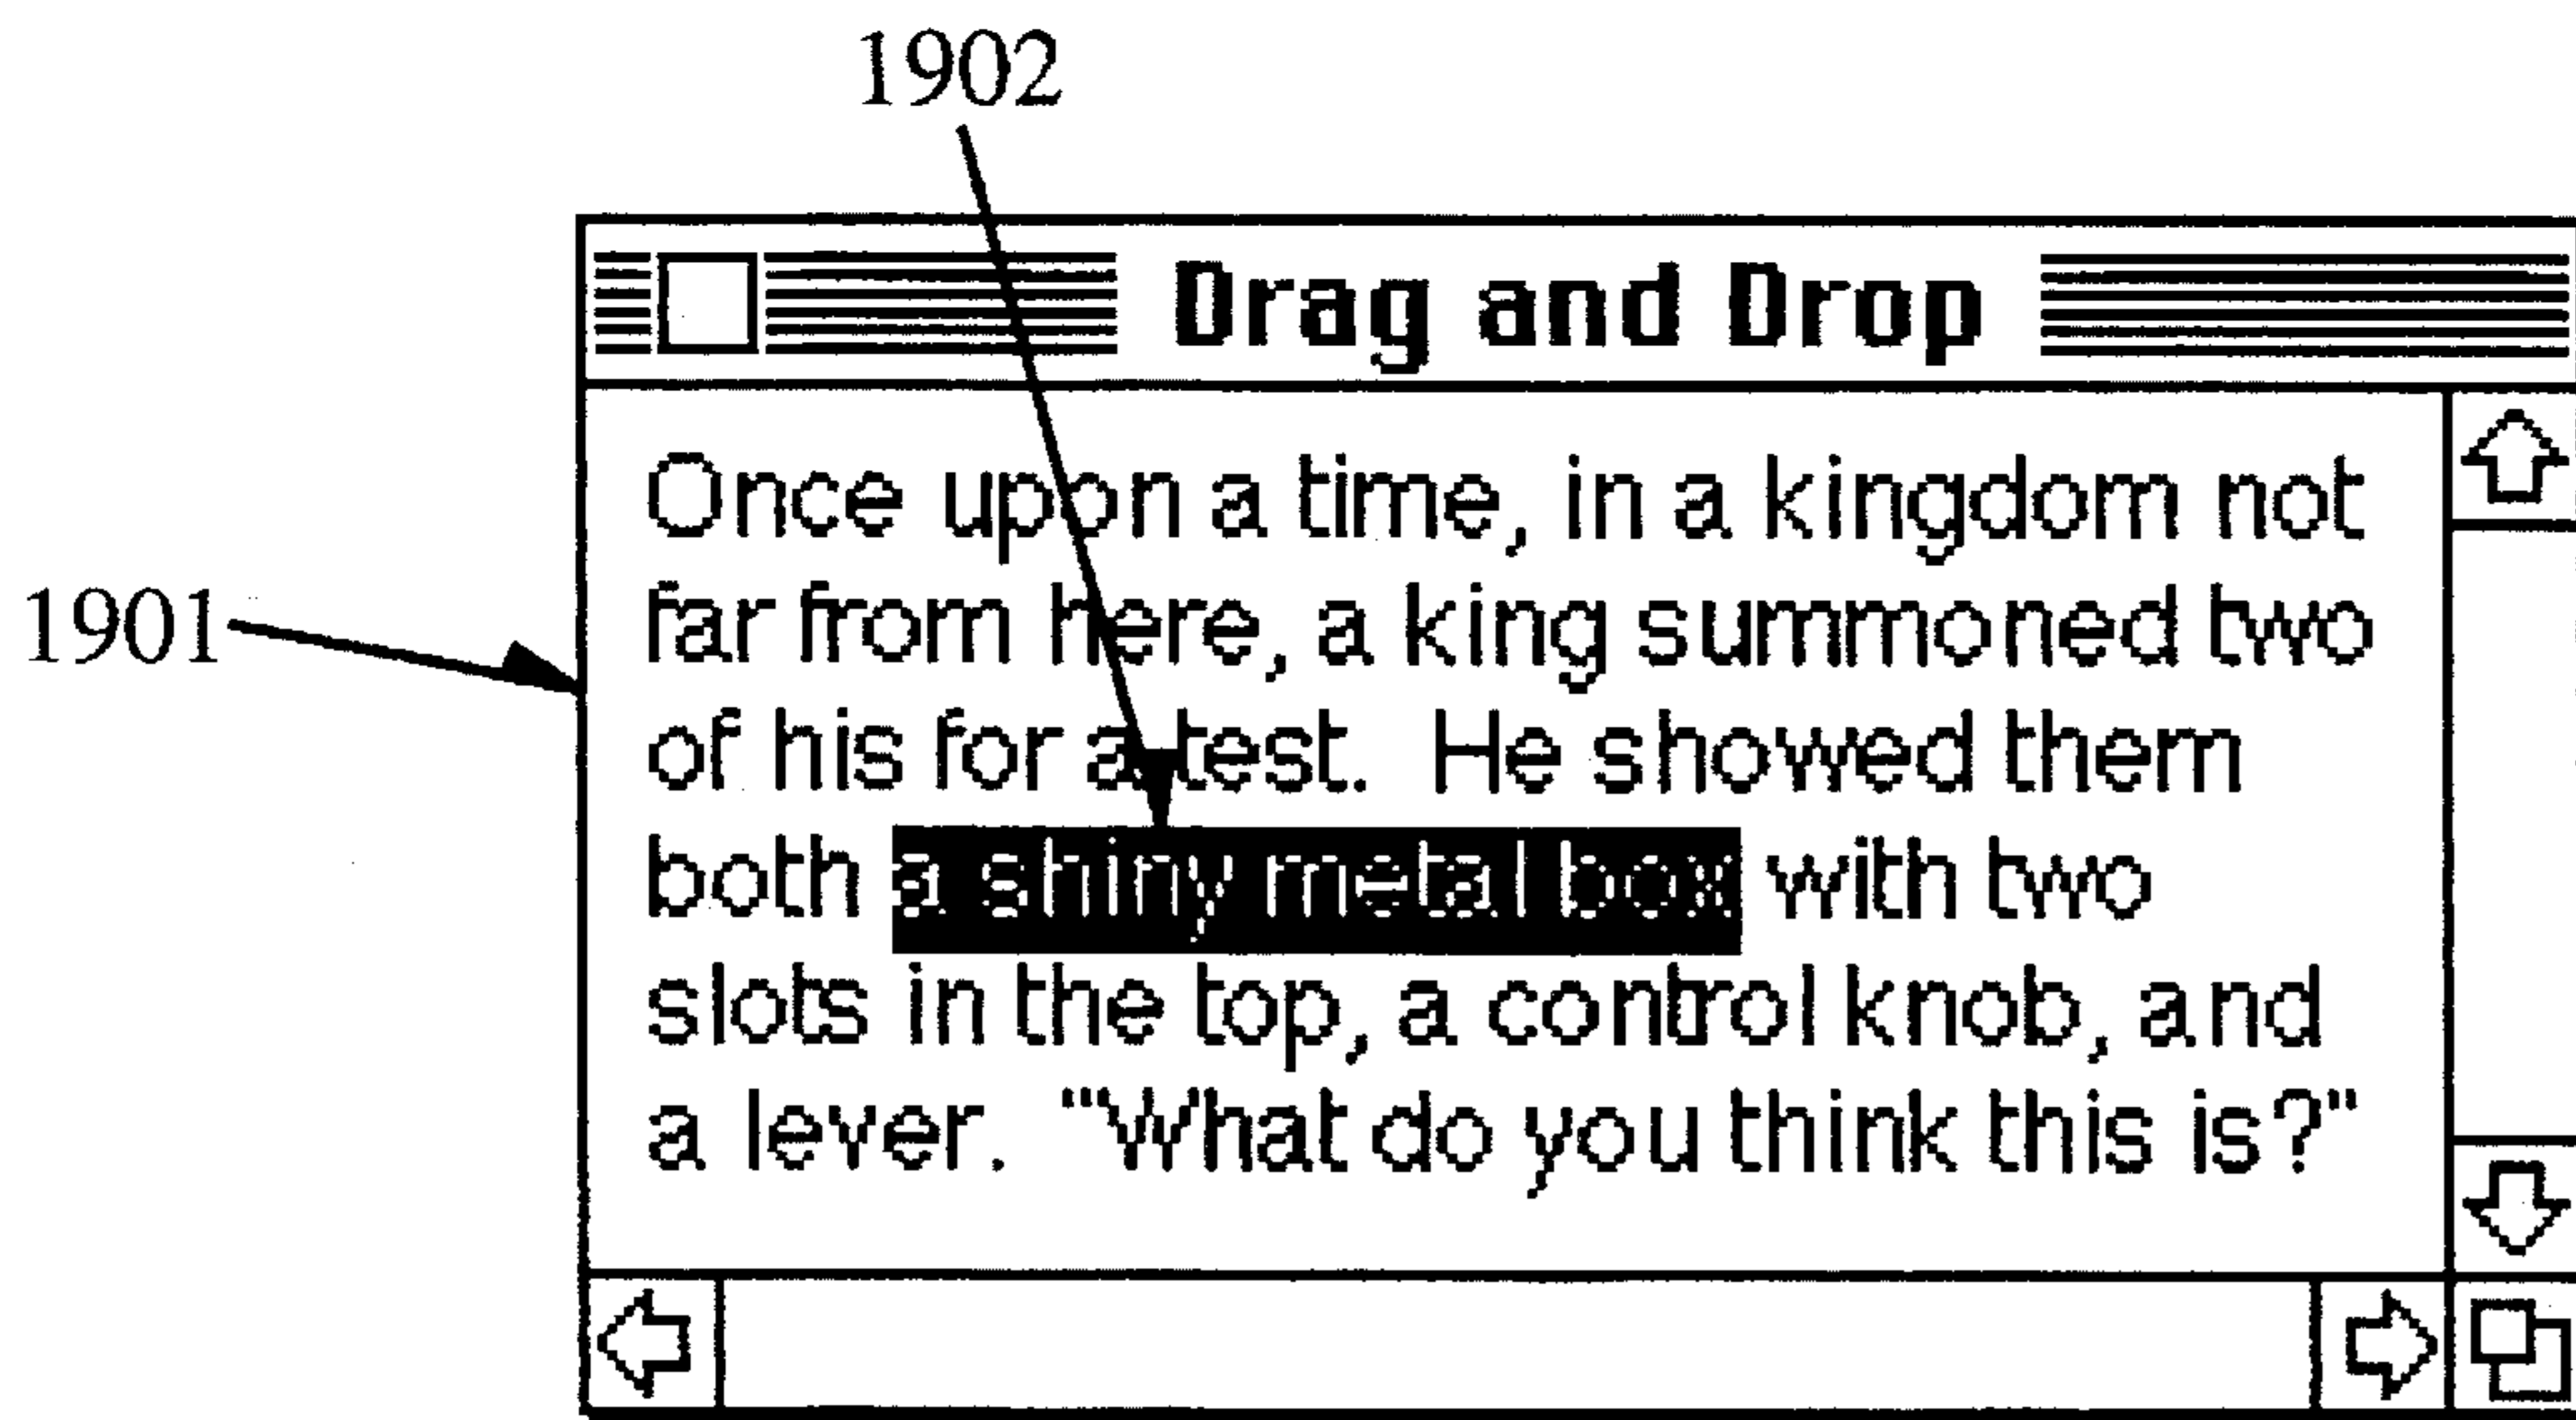 1902
Drag and Drop
Once upon a time, in a kingdom not
1901
far from here, a king summoned two
of his for a test.  He showed them
both a shiny metal box with two
slots in the top, a control knob, and
a lever.  "What do you think this is?"